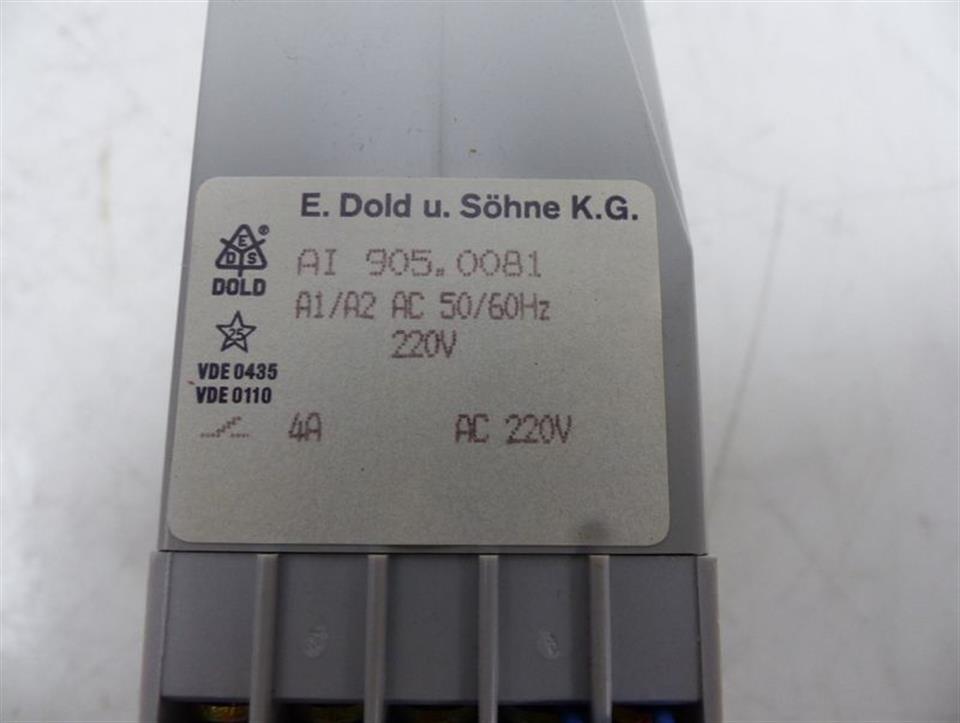 E. Dold u. Söhne K.G.
E
D S
®
DOLD
AI 905.0081
A1/A2 AC 50/60Hz
220V
25
VDE 0435
VDE 0110
4A AC 220V